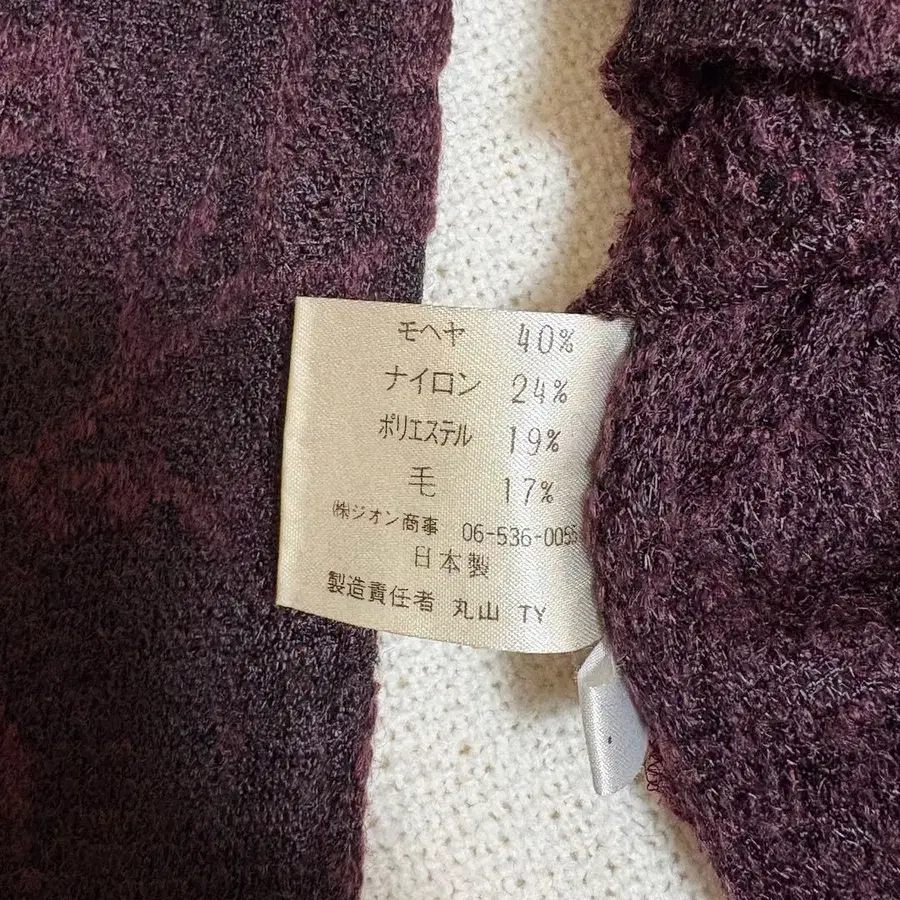 モヘヤ 40%
ナイロン 24%
ポリエステル 19%
毛 17%
㈱ジオン商事 06-536-005
日本製
製造責任者 丸山 TY